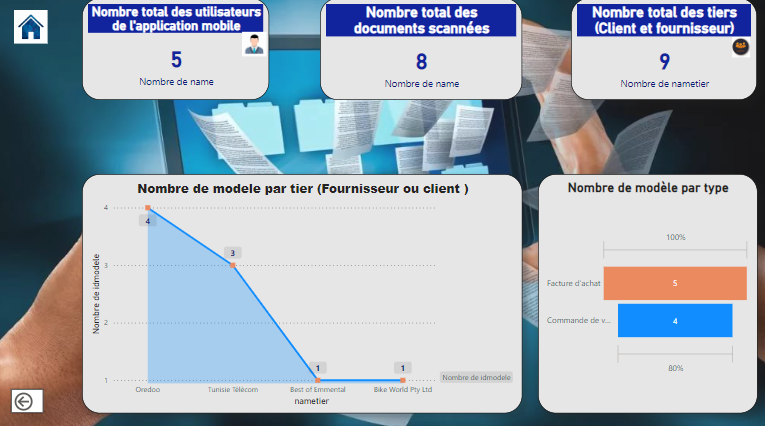 Nombre total des utilisateurs
de l'application mobile
5
Nombre de name
Nombre total des
documents scannées
8
Nombre de name
Nombre total des tiers
(Client et fournisseur)
9
Nombre de nametier
Nombre de modele par tier (Fournisseur ou client )
Nombre de idmodele
4
3
2
1
4
3
1
1
Nombre de idmodele
Oredoo
Tunisie Télécom
Best of Emmental
Bike World Pty Ltd
nametier
Nombre de modèle par type
100%
Facture d'achat
5
Commande de v...
4
80%